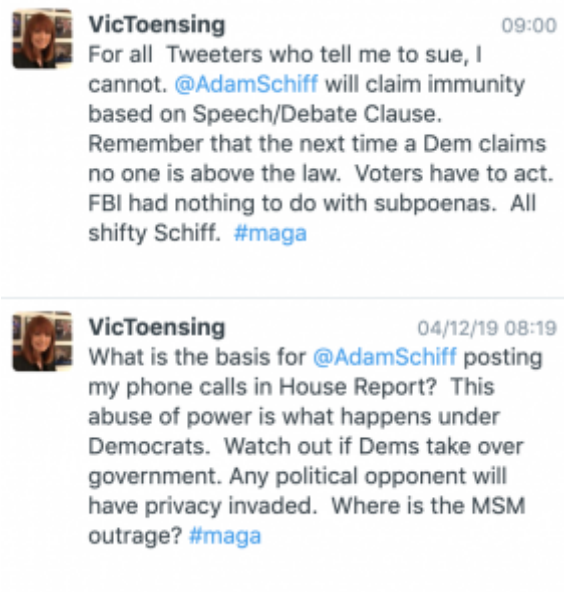 VicToensing 09:00
For all Tweeters who tell me to sue, I
cannot. @AdamSchiff will claim immunity
based on Speech/Debate Clause.
Remember that the next time a Dem claims
no one is above the law. Voters have to act.
FBI had nothing to do with subpoenas. All
shifty Schiff. #maga
VicToensing 04/12/19 08:19
What is the basis for @AdamSchiff posting
my phone calls in House Report? This
abuse of power is what happens under
Democrats. Watch out if Dems take over
government. Any political opponent will
have privacy invaded. Where is the MSM
outrage? #maga